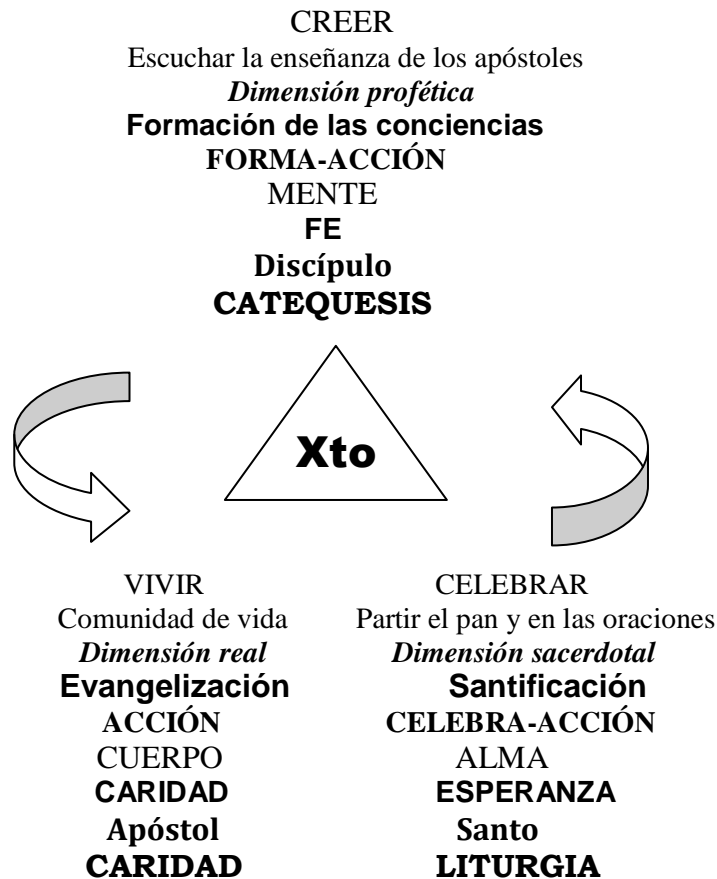 CREER
Escuchar la enseñanza de los apóstoles
Dimensión profética
Formación de las conciencias
FORMA-ACCIÓN
MENTE
FE
Discípulo
CATEQUESIS
Xto
VIVIR
Comunidad de vida
Dimensión real
Evangelización
ACCIÓN
CUERPO
CARIDAD
Apóstol
CARIDAD
CELEBRAR
Partir el pan y en las oraciones
Dimensión sacerdotal
Santificación
CELEBRA-ACCIÓN
ALMA
ESPERANZA
Santo
LITURGIA